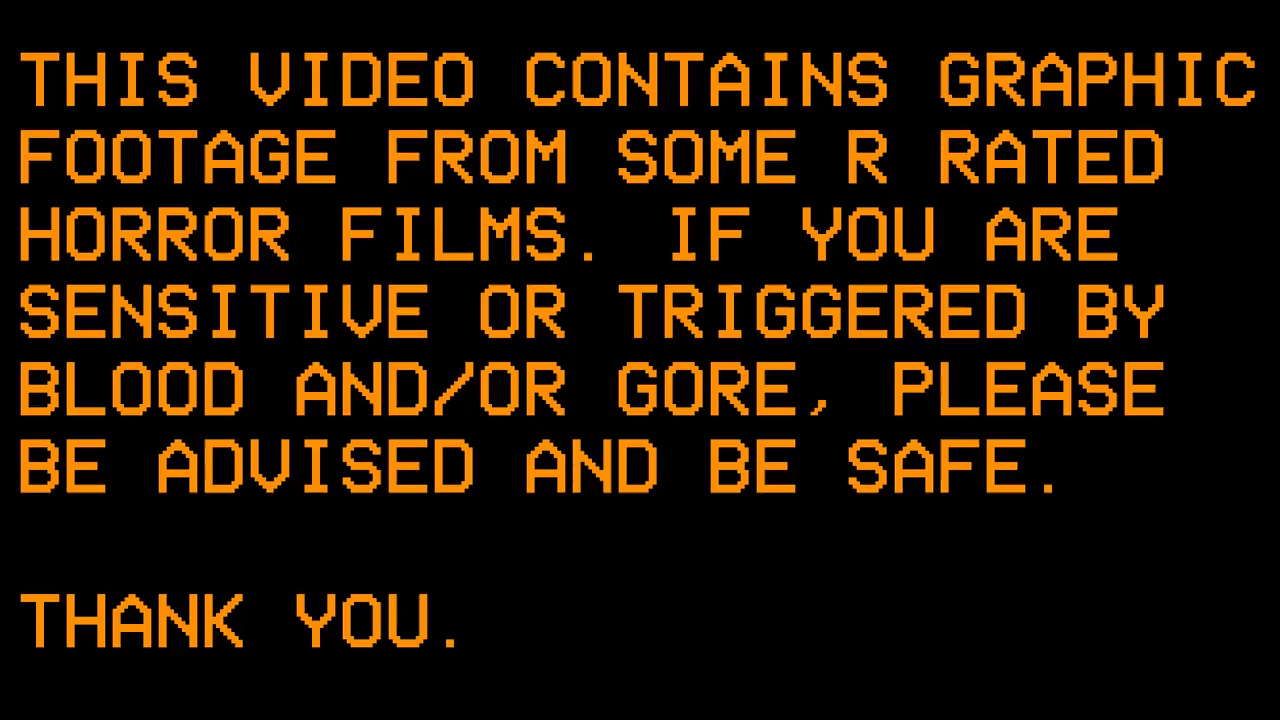 THIS VIDEO CONTAINS GRAPHIC
FOOTAGE FROM SOME R RATED
HORROR FILMS. IF YOU ARE
SENSITIVE OR TRIGGERED BY
BLOOD AND/OR GORE, PLEASE
BE ADVISED AND BE SAFE.
THANK YOU.